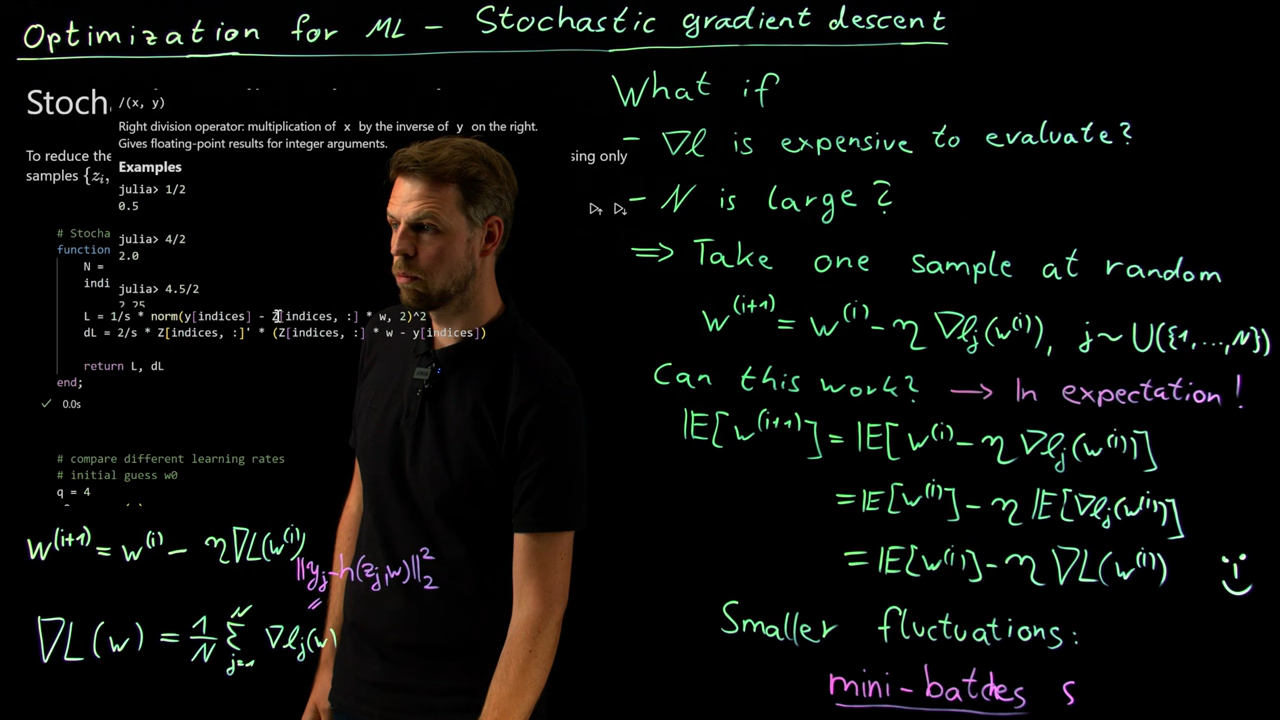 Optimization for ML – Stochastic gradient descent
Stoch
/(x, y)
Right division operator: multiplication of x by the inverse of y on the right.
Gives floating-point results for integer arguments.
To reduce the
sing only
samples {z_i,
Examples
julia> 1/2
0.5
julia> 4/2
2.0
julia> 4.5/2
2.25
# Stocha
function
N =
indi
L = 1/s * norm(y[indices] - Z[indices, :] * w, 2)^2
dL = 2/s * Z[indices, :]' * (Z[indices, :] * w - y[indices])
return L, dL
end;
0.0s
# compare different learning rates
# initial guess w0
q = 4
w^(i+1) = w^(i) – η∇L(w^(i))
||y_j – h(z_j, w)||_2^2
=
∇L(w) = 1/N Σ_{j=1}^N ∇l_j(w)
What if
– ∇l is expensive to evaluate?
– N is large?
⇒ Take one sample at random
w^(i+1) = w^(i) – η ∇l_j(w^(i)), j ~ U({1,...,N})
Can this work? → In expectation!
𝔼[w^(i+1)] = 𝔼[w^(i) – η ∇l_j(w^(i))]
= 𝔼[w^(i)] – η 𝔼[∇l_j(w^(i))]
= 𝔼[w^(i)] – η ∇L(w^(i))
Smaller fluctuations:
mini-batches s